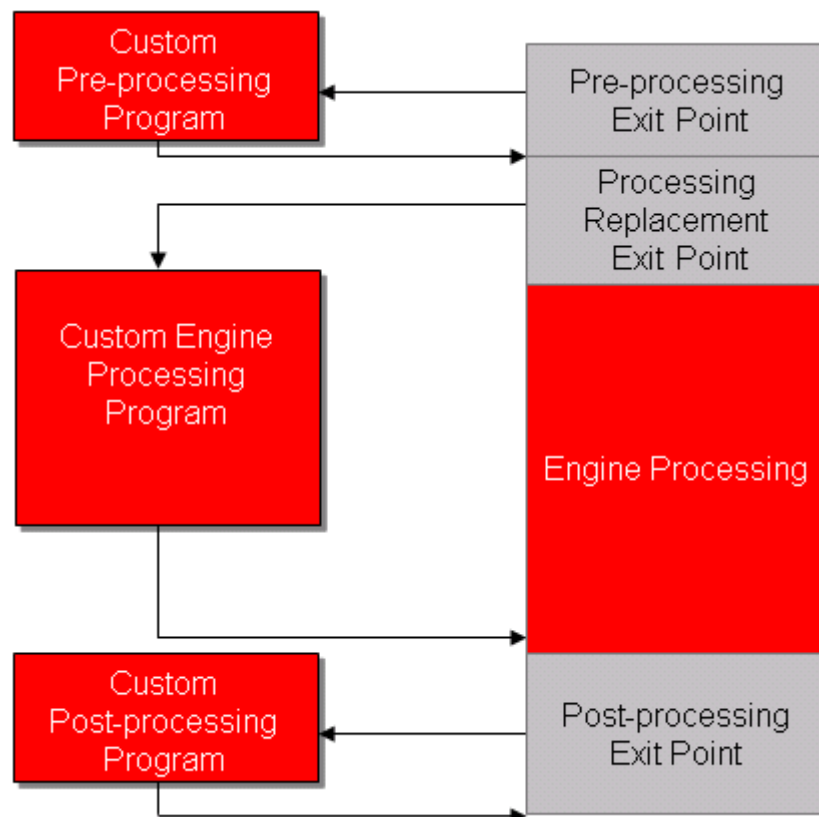 Custom
Pre-processing
Program
Pre-processing
Exit Point
Processing
Replacement
Exit Point
Custom Engine
Processing
Program
Engine Processing
Custom
Post-processing
Program
Post-processing
Exit Point